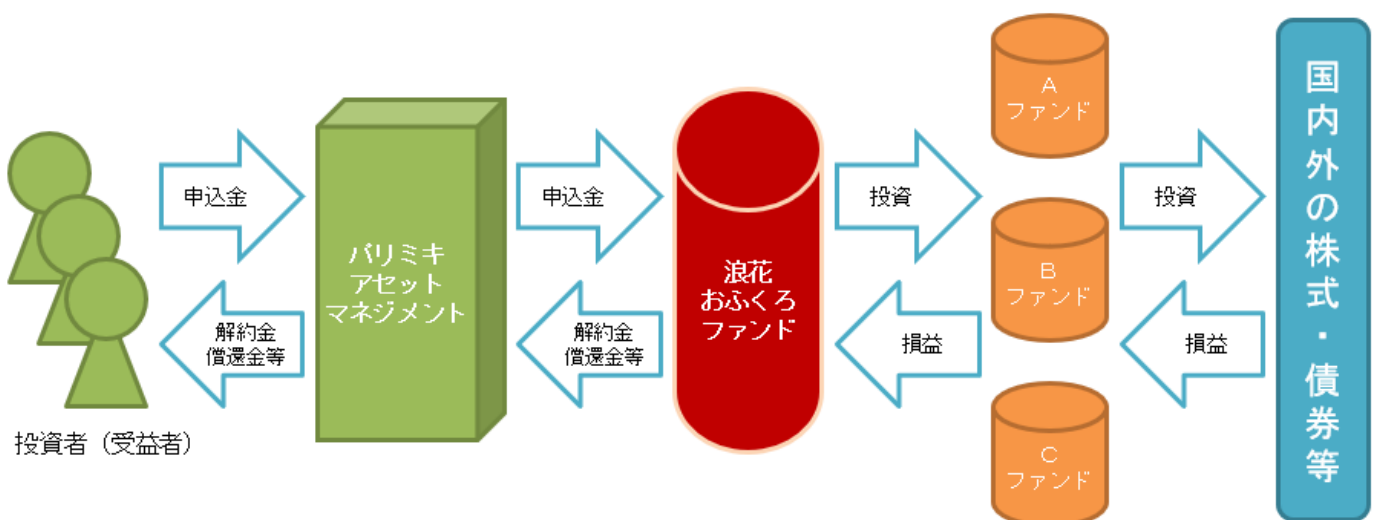 申込金
解約金
償還金等
投資者（受益者）
パリミキ
アセット
マネジメント
申込金
解約金
償還金等
浪花
おふくろ
ファンド
投資
損益
A
ファンド
B
ファンド
C
ファンド
投資
損益
国内外の株式・債券等